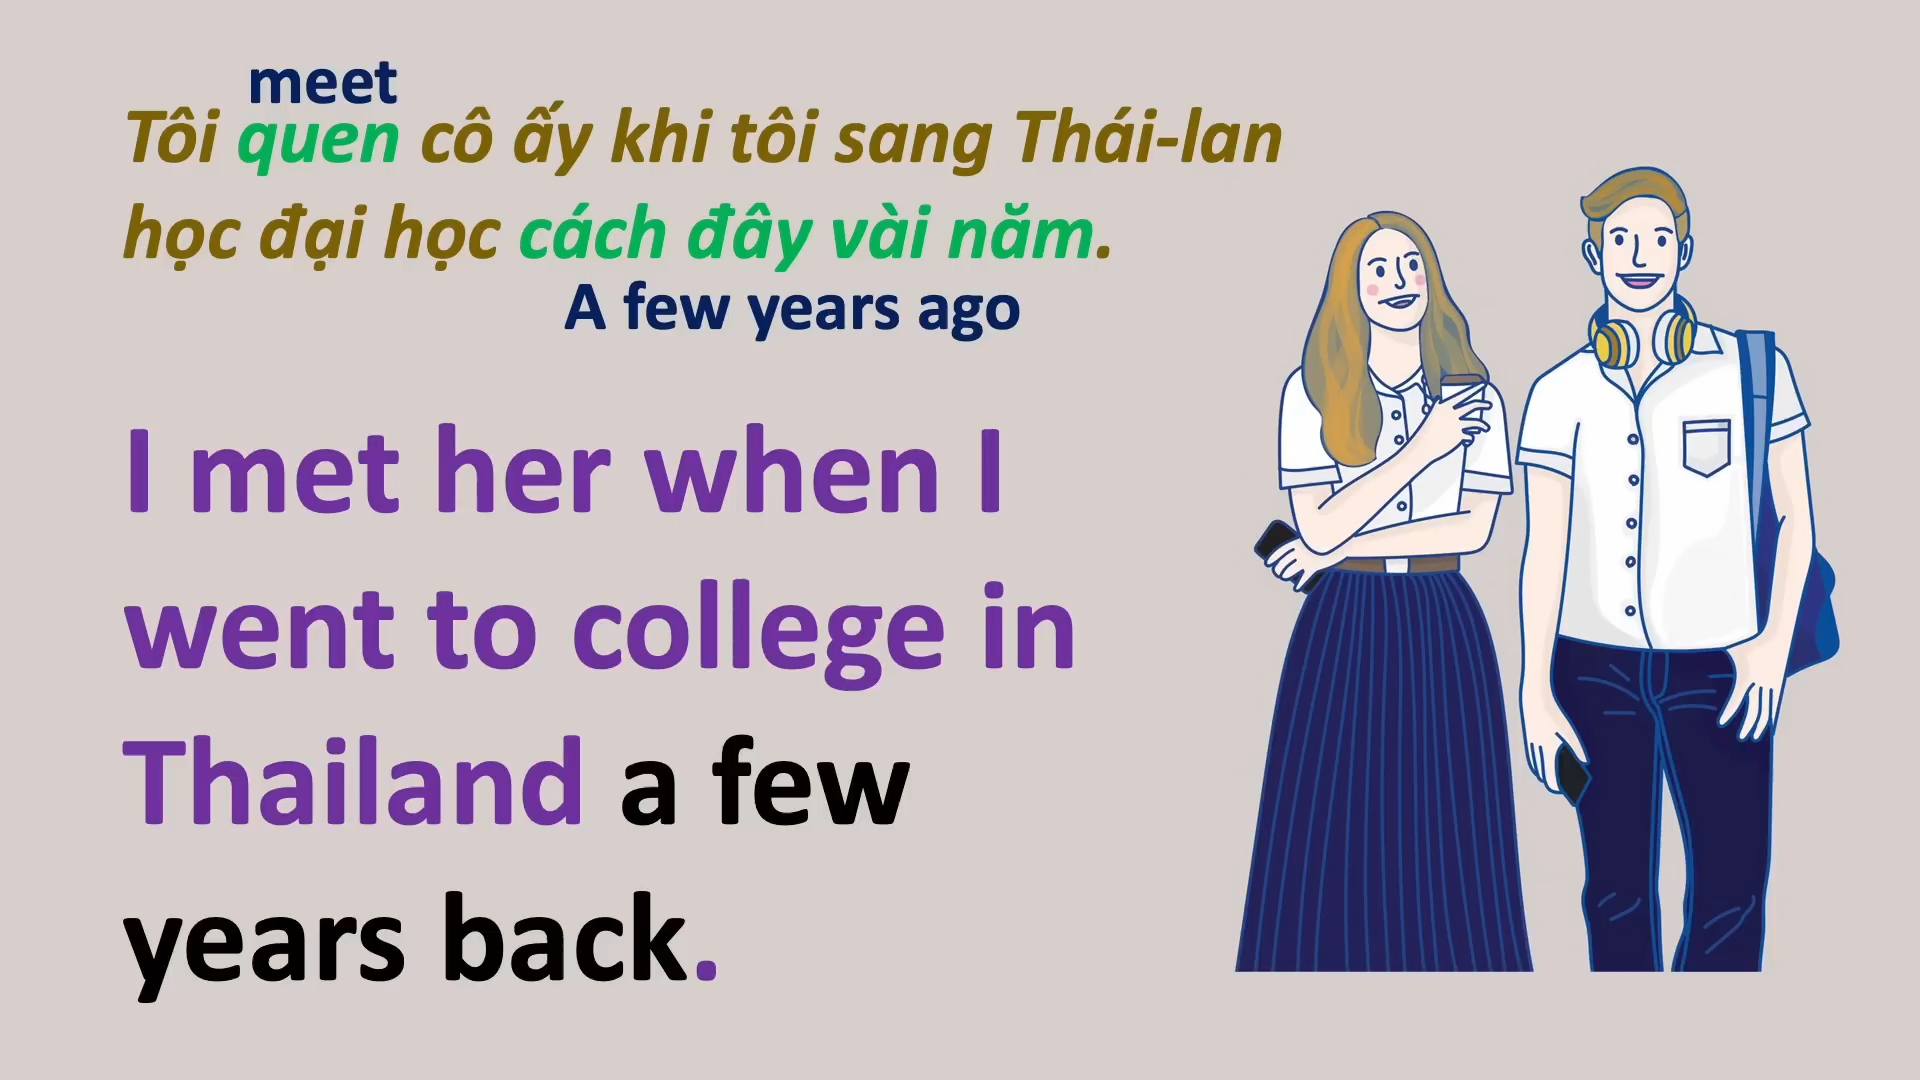 meet
Tôi quen cô ấy khi tôi sang Thái-lan
học đại học cách đây vài năm.
A few years ago
I met her when I
went to college in
Thailand a few
years back.